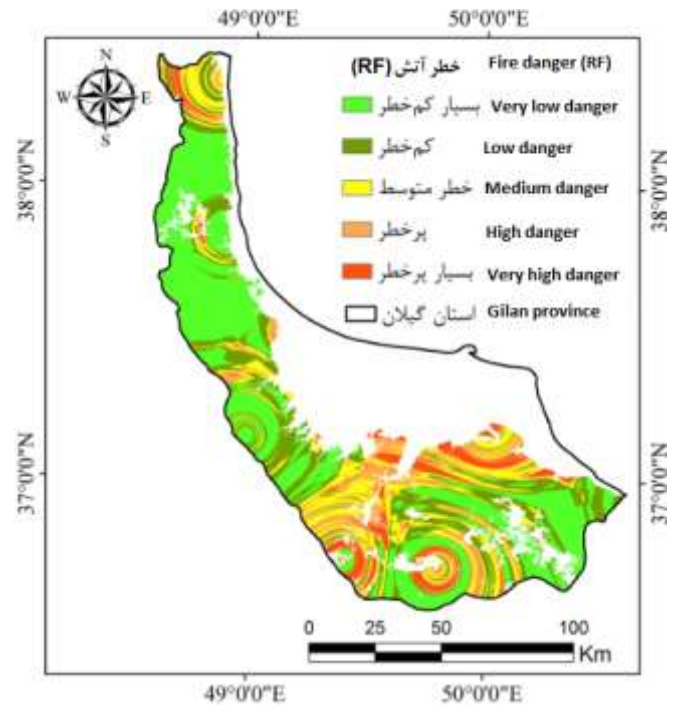 49°0'0"E 50°0'0"E
N
W E
S
خطر آتش (RF) Fire danger (RF)
بسیار کم‌خطر Very low danger
کم‌خطر Low danger
خطر متوسط Medium danger
پرخطر High danger
بسیار پرخطر Very high danger
استان گیلان Gilan province
38°0'0"N 38°0'0"N
37°0'0"N 37°0'0"N
0 25 50 100
Km
49°0'0"E 50°0'0"E